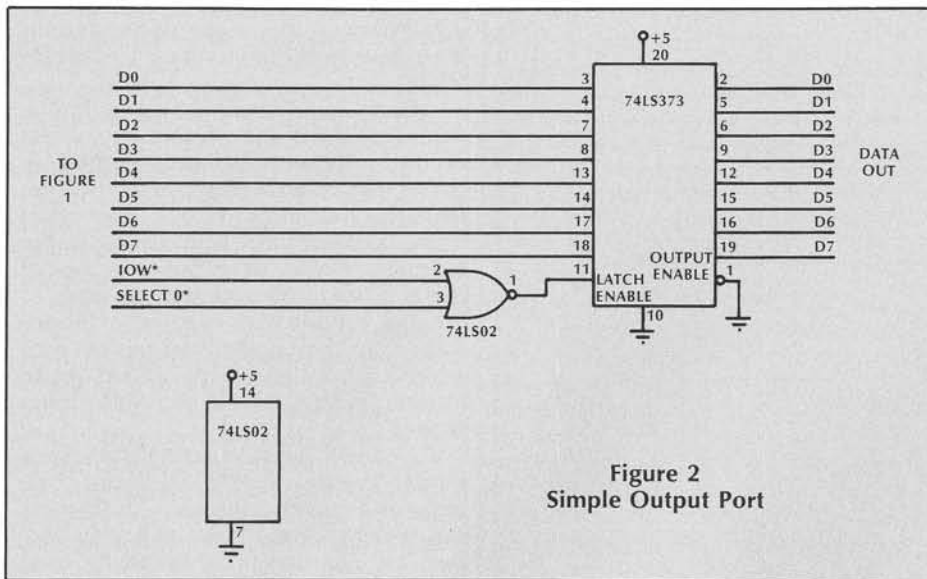 +5
20
D0 3 74LS373 2 D0
D1 4 5 D1
D2 7 6 D2
D3 8 9 D3
TO
FIGURE
1
DATA
OUT
D4 13 12 D4
D5 14 15 D5
D6 17 16 D6
D7 18 19 D7
OUTPUT
ENABLE 1
IOW* 2
SELECT 0* 3
1
11
LATCH
ENABLE
74LS02
10
+5
14
74LS02
7
Figure 2
Simple Output Port